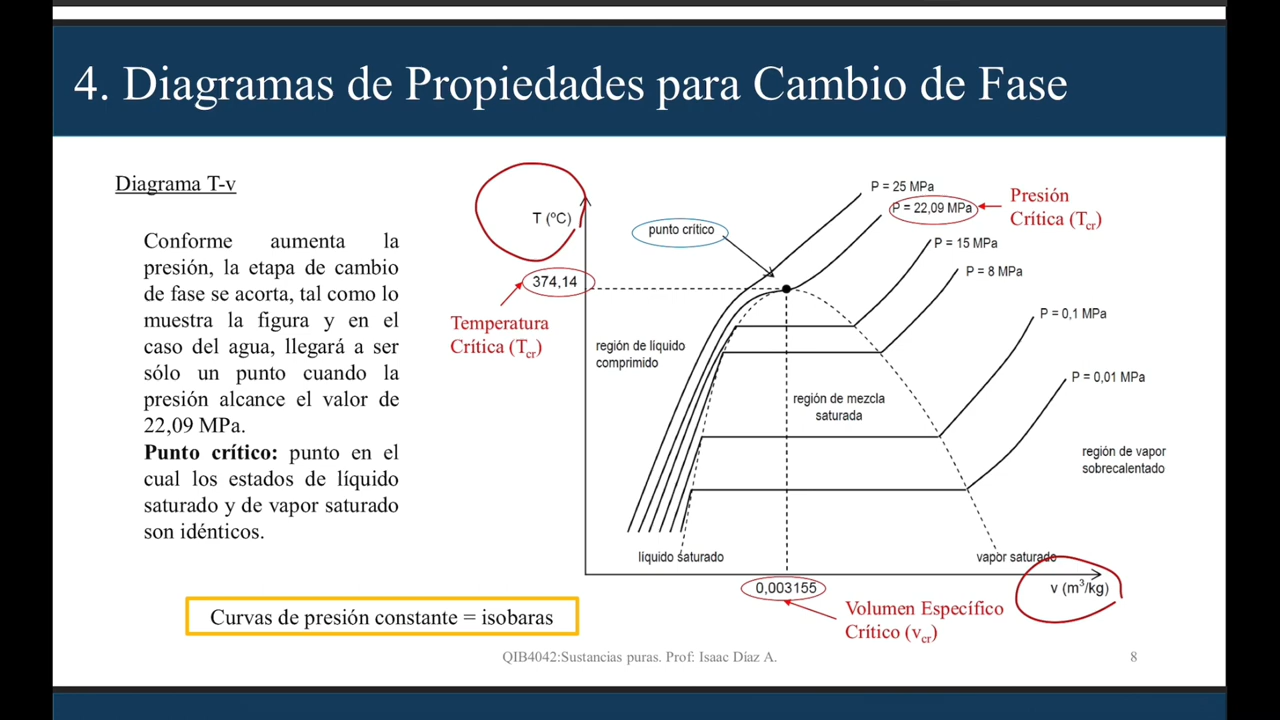 4. Diagramas de Propiedades para Cambio de Fase
Diagrama T-v
Conforme aumenta la
presión, la etapa de cambio
de fase se acorta, tal como lo
muestra la figura y en el
caso del agua, llegará a ser
sólo un punto cuando la
presión alcance el valor de
22,09 MPa.
Punto crítico: punto en el
cual los estados de líquido
saturado y de vapor saturado
son idénticos.
Curvas de presión constante = isobaras
T (ºC)
374,14
Temperatura
Crítica (Tcr)
punto crítico
P = 25 MPa
P = 22,09 MPa
Presión
Crítica (Tcr)
P = 15 MPa
P = 8 MPa
P = 0,1 MPa
P = 0,01 MPa
región de líquido
comprimido
región de mezcla
saturada
región de vapor
sobrecalentado
líquido saturado
vapor saturado
0,003155
v (m³/kg)
Volumen Específico
Crítico (vcr)
QIB4042:Sustancias puras. Prof: Isaac Díaz A.
8